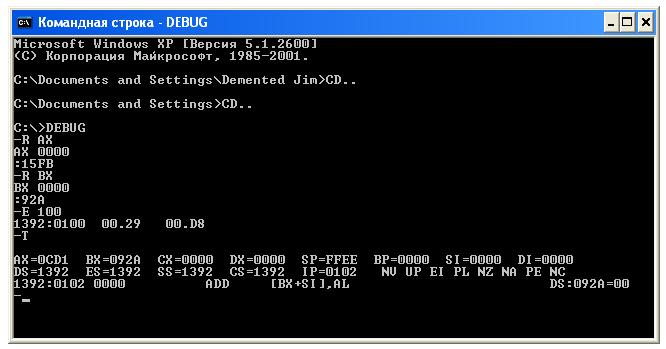 Командная строка - DEBUG
Microsoft Windows XP [Версия 5.1.2600]
(C) Корпорация Майкрософт, 1985-2001.
C:\Documents and Settings\Demented Jim>CD..
C:\Documents and Settings>CD..
C:\>DEBUG
-R AX
AX 0000
:15FB
-R BX
BX 0000
:92A
-E 100
1392:0100  00.29   00.D8
-T
AX=0CD1  BX=092A  CX=0000  DX=0000  SP=FFEE  BP=0000  SI=0000  DI=0000
DS=1392  ES=1392  SS=1392  CS=1392  IP=0102   NV UP EI PL NZ NA PE NC
1392:0102 0000          ADD     [BX+SI],AL                         DS:092A=00
-_